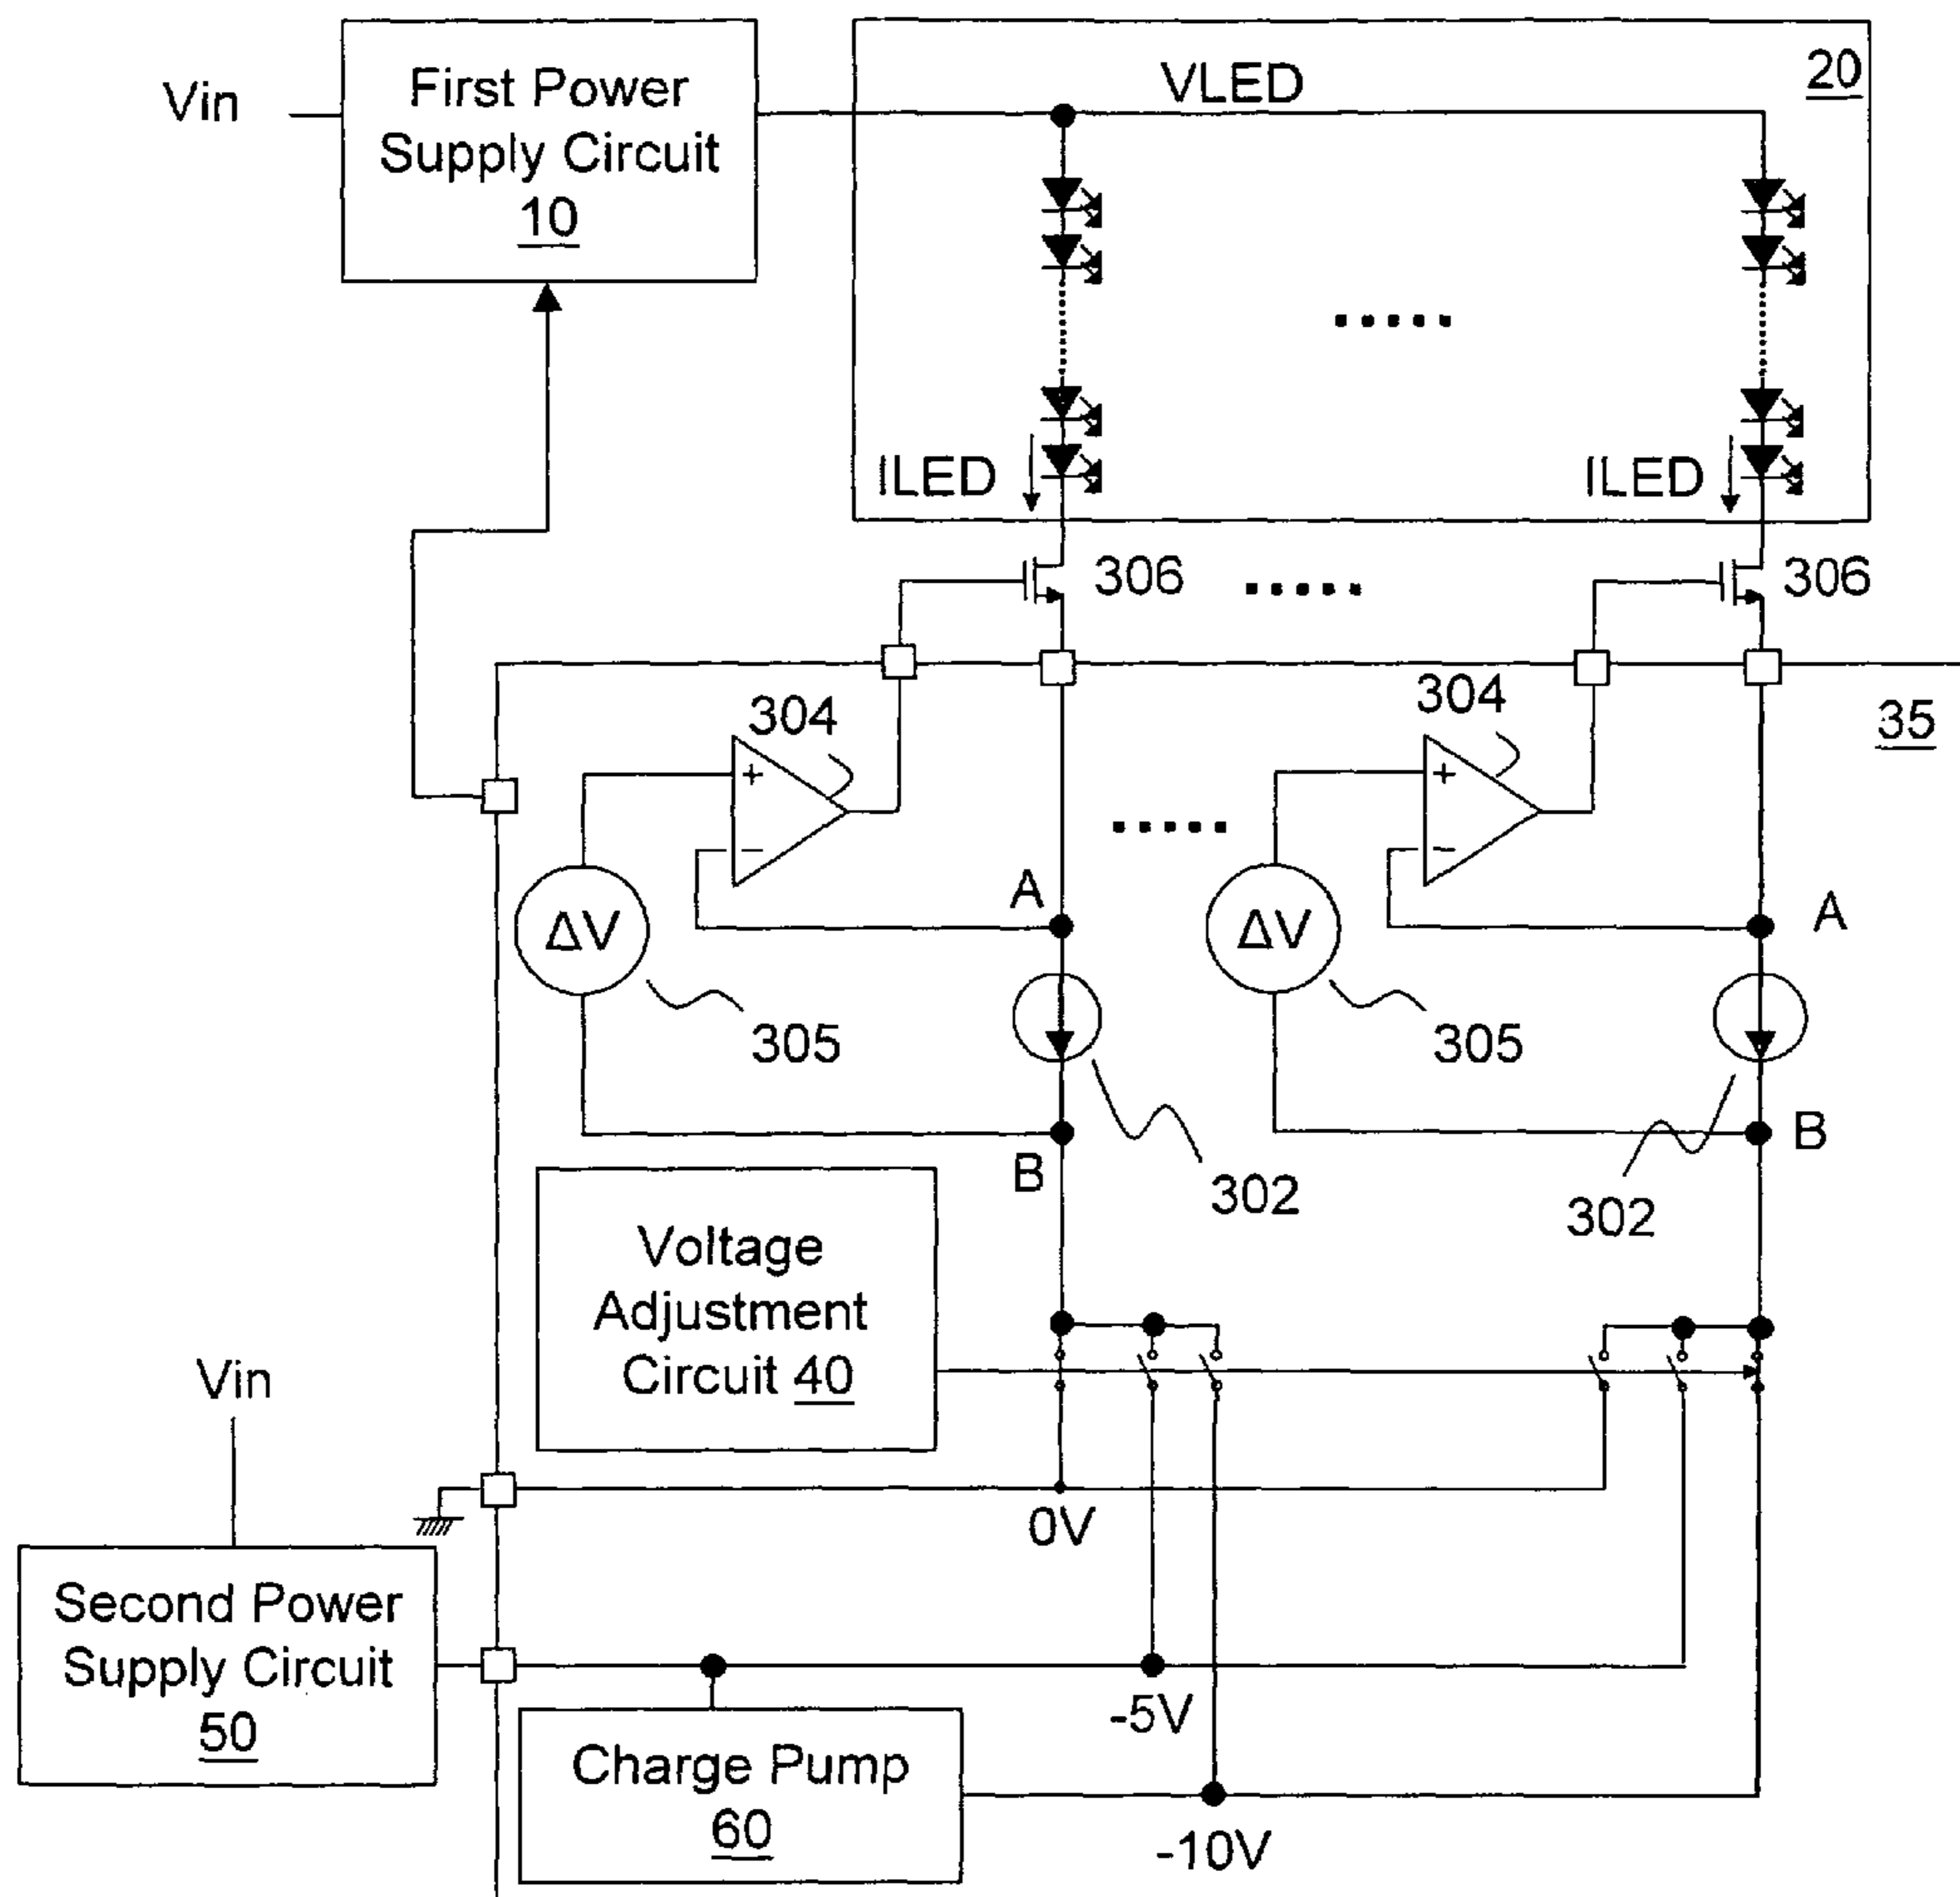 Vin
First Power
Supply Circuit
10
VLED
20
ILED
ILED
306
306
304
304
35
+
+
−
−
A
A
ΔV
ΔV
305
305
B
B
302
302
Voltage
Adjustment
Circuit 40
Vin
0V
Second Power
Supply Circuit
50
-5V
Charge Pump
60
-10V